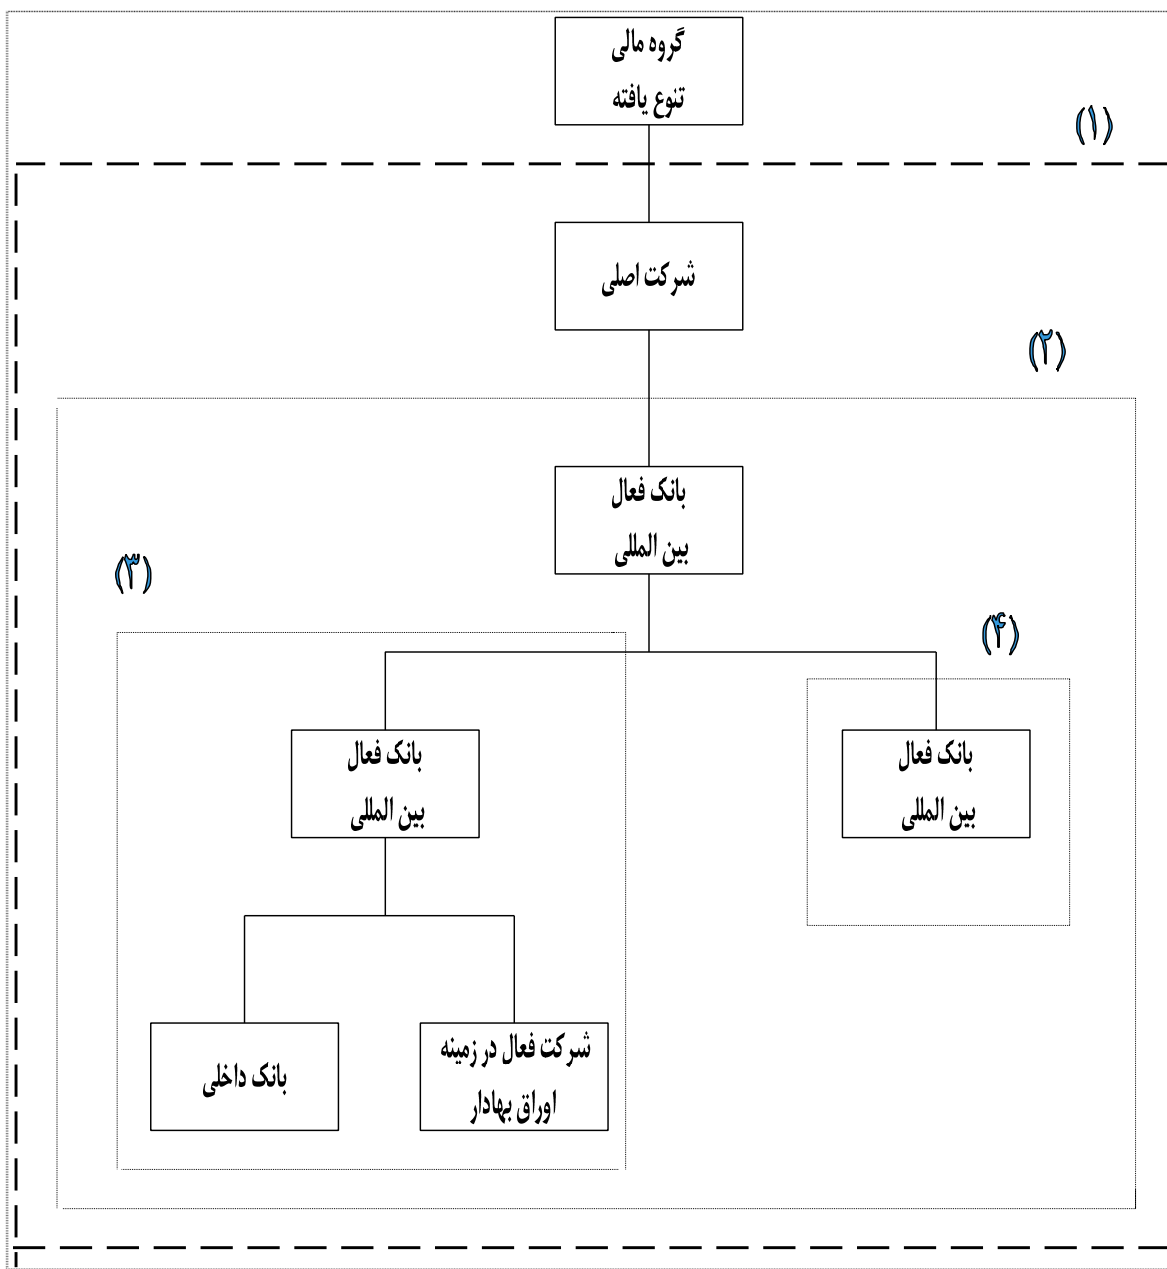 گروه مالی
تنوع یافته
(۱)
شرکت اصلی
(۲)
بانک فعال
بین المللی
(۳)
(۴)
بانک فعال
بین المللی
بانک فعال
بین المللی
شرکت فعال در زمینه
اوراق بهادار
بانک داخلی